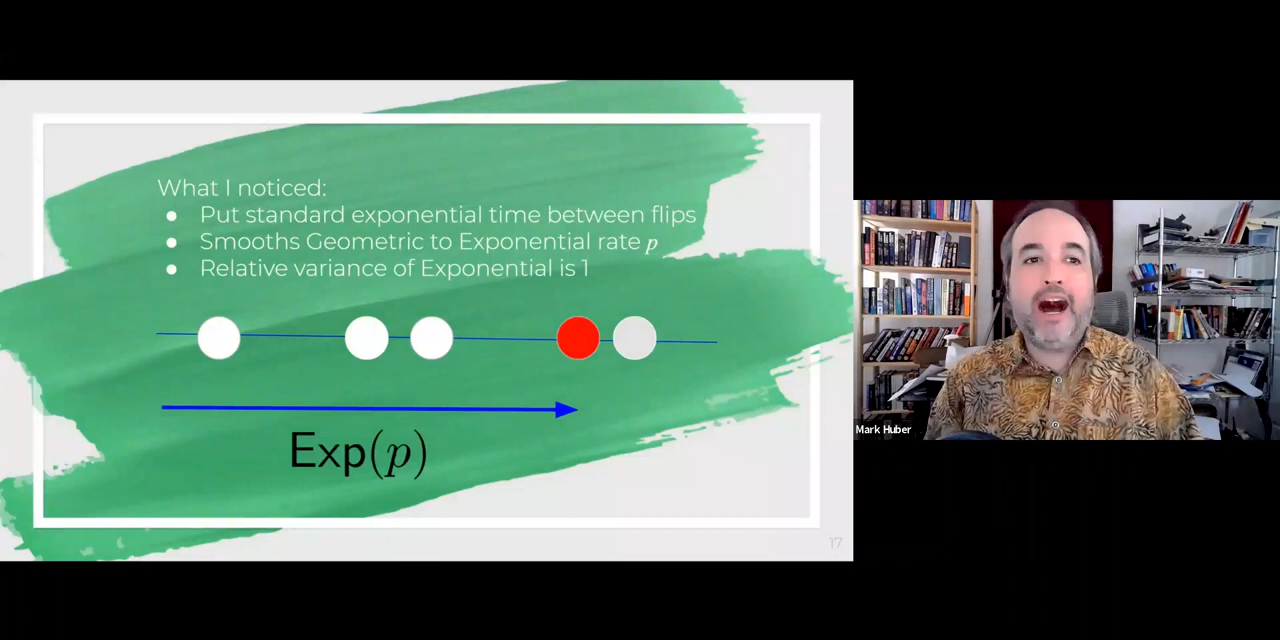 What I noticed:
● Put standard exponential time between flips
● Smooths Geometric to Exponential rate p
● Relative variance of Exponential is 1
Exp(p)
17
Mark Huber